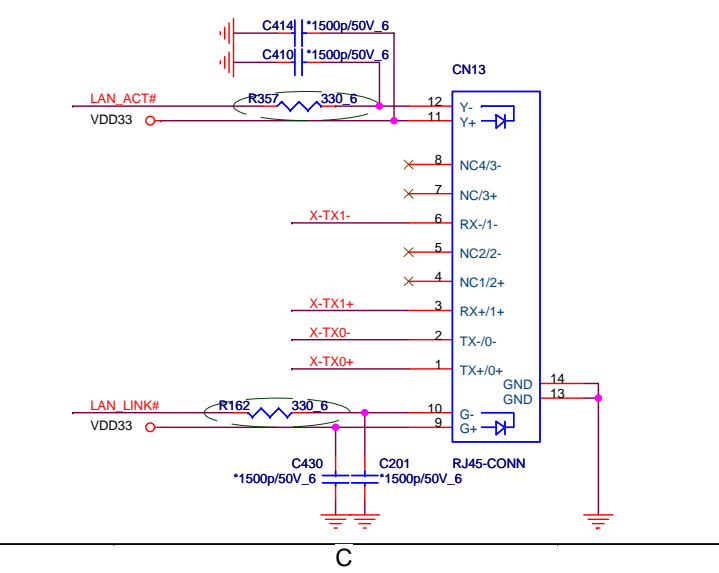 C414 *1500p/50V_6
C410 *1500p/50V_6
CN13
LAN_ACT# R357 330_6 12 Y-
VDD33 11 Y+
8 NC4/3-
7 NC/3+
X-TX1- 6 RX-/1-
5 NC2/2-
4 NC1/2+
X-TX1+ 3 RX+/1+
X-TX0- 2 TX-/0-
X-TX0+ 1 TX+/0+
GND 14
GND 13
LAN_LINK# R162 330_6 10 G-
VDD33 9 G+
C430 C201 RJ45-CONN
*1500p/50V_6 *1500p/50V_6
C